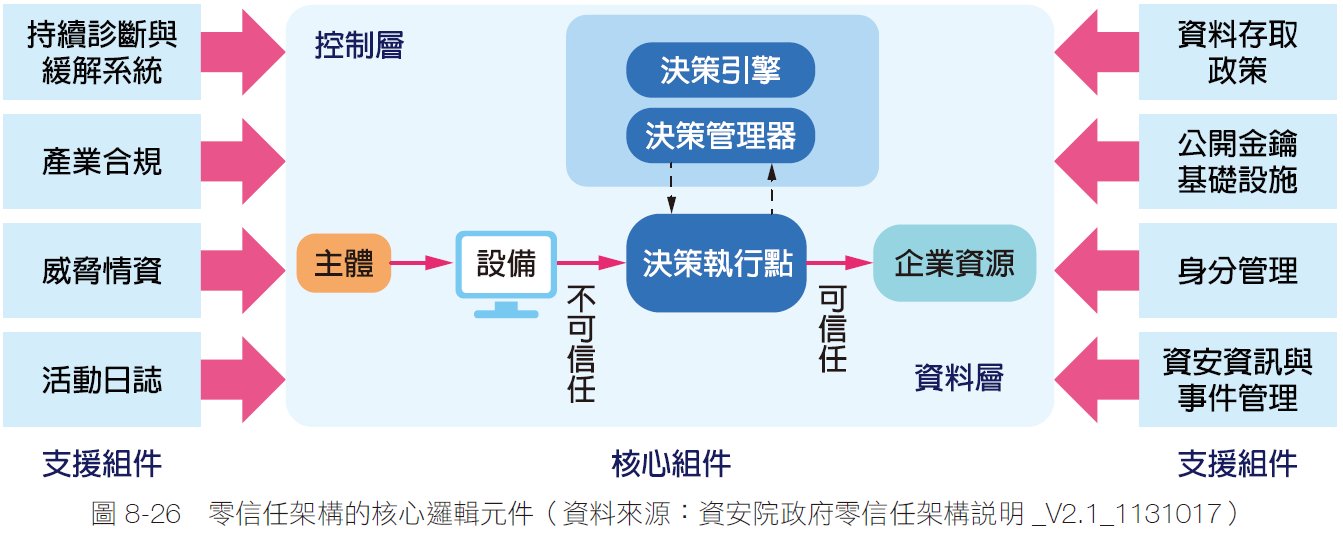 持續診斷與
緩解系統
產業合規
威脅情資
活動日誌
支援組件
控制層
決策引擎
決策管理器
主體
設備
不可信任
決策執行點
可信任
企業資源
資料層
核心組件
資料存取
政策
公開金鑰
基礎設施
身分管理
資安資訊與
事件管理
支援組件
圖 8-26 零信任架構的核心邏輯元件（資料來源：資安院政府零信任架構說明 _V2.1_1131017）